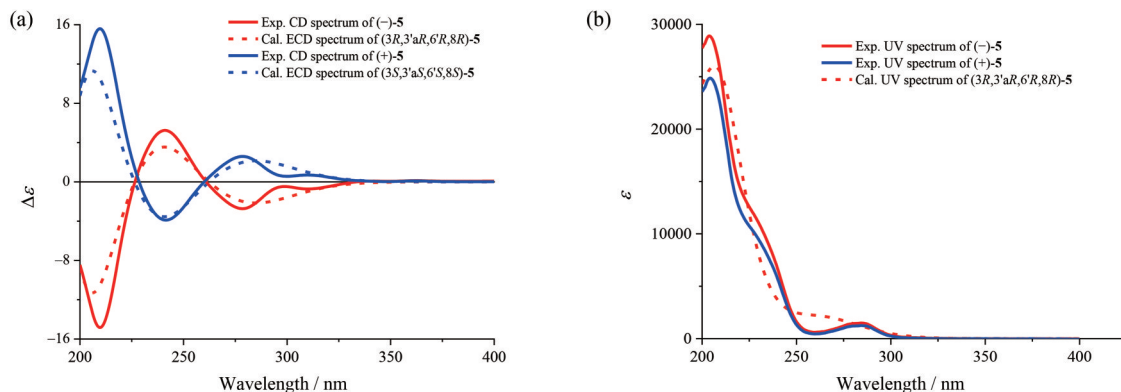 (a)
16
8
0
−8
−16
Δε
Exp. CD spectrum of (−)-5
Cal. ECD spectrum of (3R,3'aR,6'R,8R)-5
Exp. CD spectrum of (+)-5
Cal. ECD spectrum of (3S,3'aS,6'S,8S)-5
200 250 300 350 400
Wavelength / nm
(b)
30000
20000
10000
0
ε
Exp. UV spectrum of (−)-5
Exp. UV spectrum of (+)-5
Cal. UV spectrum of (3R,3'aR,6'R,8R)-5
200 250 300 350 400
Wavelength / nm